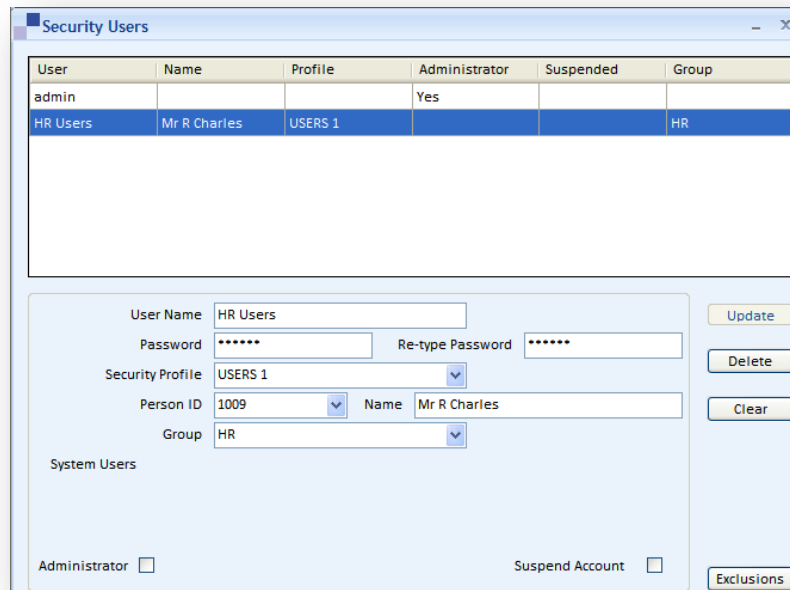 Security Users
User Name Profile Administrator Suspended Group
admin Yes
HR Users Mr R Charles USERS 1 HR
User Name HR Users
Update
Password •••••• Re-type Password ••••••
Delete
Security Profile USERS 1
Person ID 1009 Name Mr R Charles
Clear
Group HR
System Users
Administrator Suspend Account
Exclusions